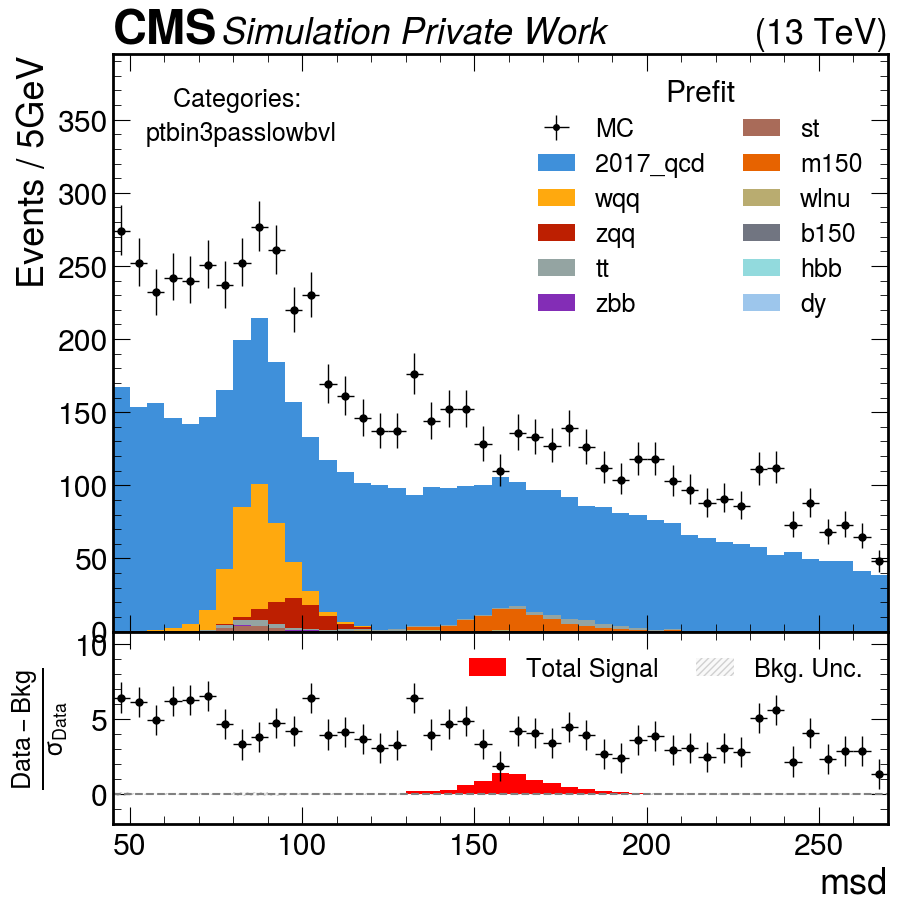 CMS Simulation Private Work (13 TeV)
Events / 5GeV
Categories:
ptbin3passlowbvl
Prefit
MC
2017_qcd
wqq
zqq
tt
zbb
st
m150
wlnu
b150
hbb
dy
350
300
250
200
150
100
50
0
Data – Bkg
σData
Total Signal
Bkg. Unc.
10
5
0
50 100 150 200 250
msd